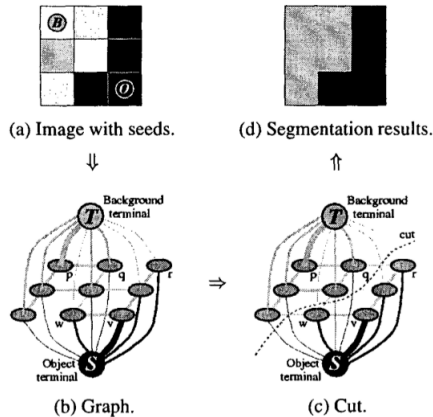 B
O
(a) Image with seeds.
(d) Segmentation results.
Background
terminal
T
p
q
r
w
v
Object
terminal
S
(b) Graph.
Background
terminal
T
cut
p
q
r
w
v
Object
terminal
S
(c) Cut.